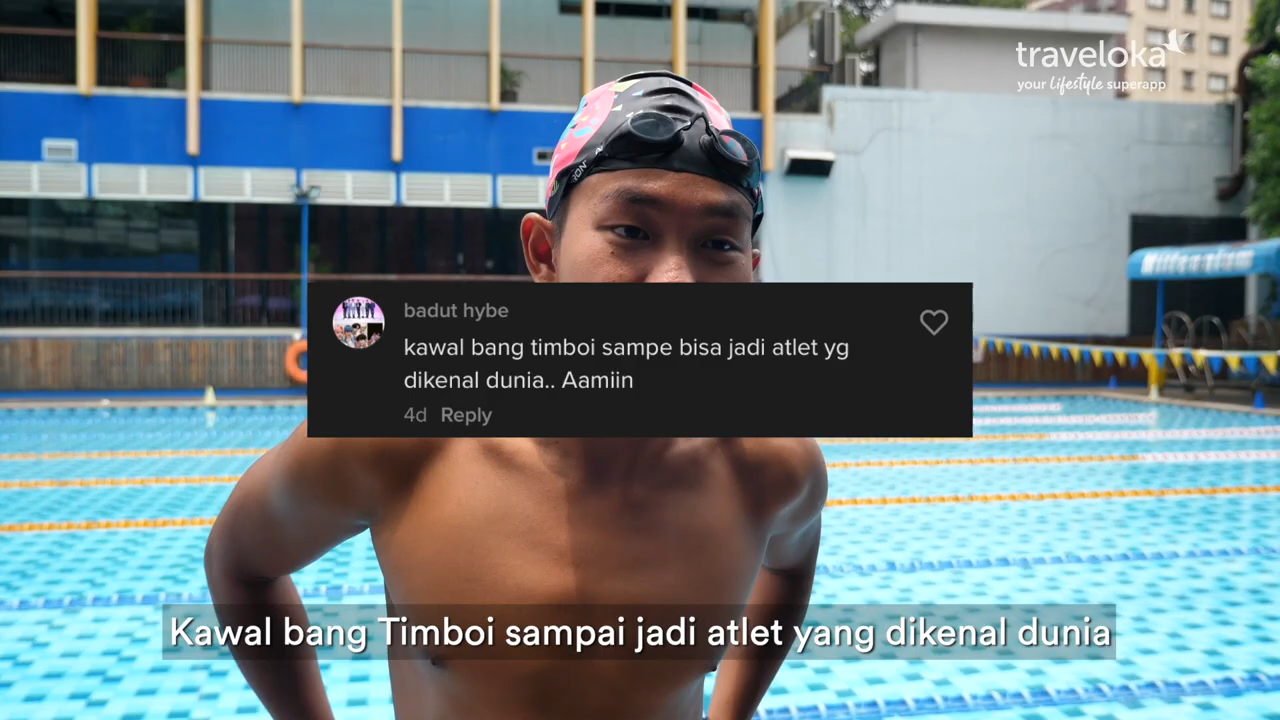 traveloka
your Lifestyle superapp
badut hybe
kawal bang timboi sampe bisa jadi atlet yg
dikenal dunia.. Aamiin
4d Reply
Kawal bang Timboi sampai jadi atlet yang dikenal dunia